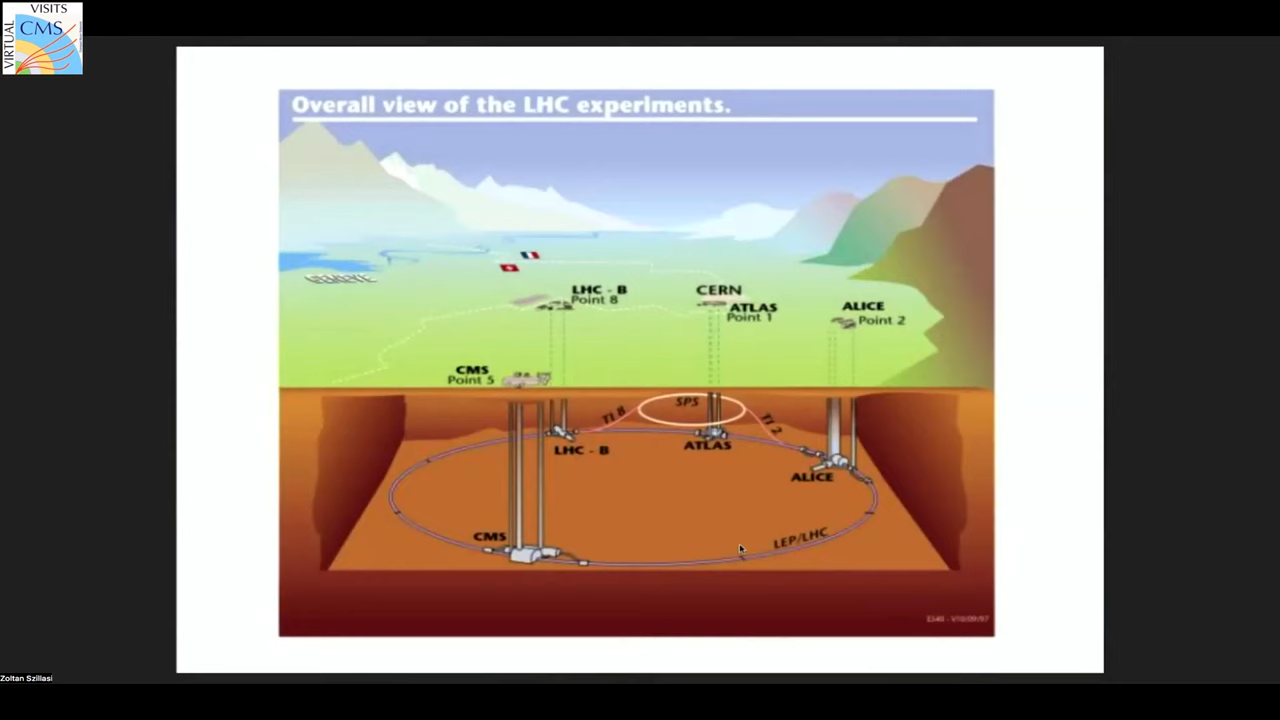 VISITS
VIRTUAL
CMS
Overall view of the LHC experiments.
GENEVE
LHC - B
Point 8
CERN
ATLAS
Point 1
ALICE
Point 2
CMS
Point 5
TI 8
SPS
TI 2
LHC - B
ATLAS
ALICE
CMS
LEP/LHC
Zoltan Szillasi